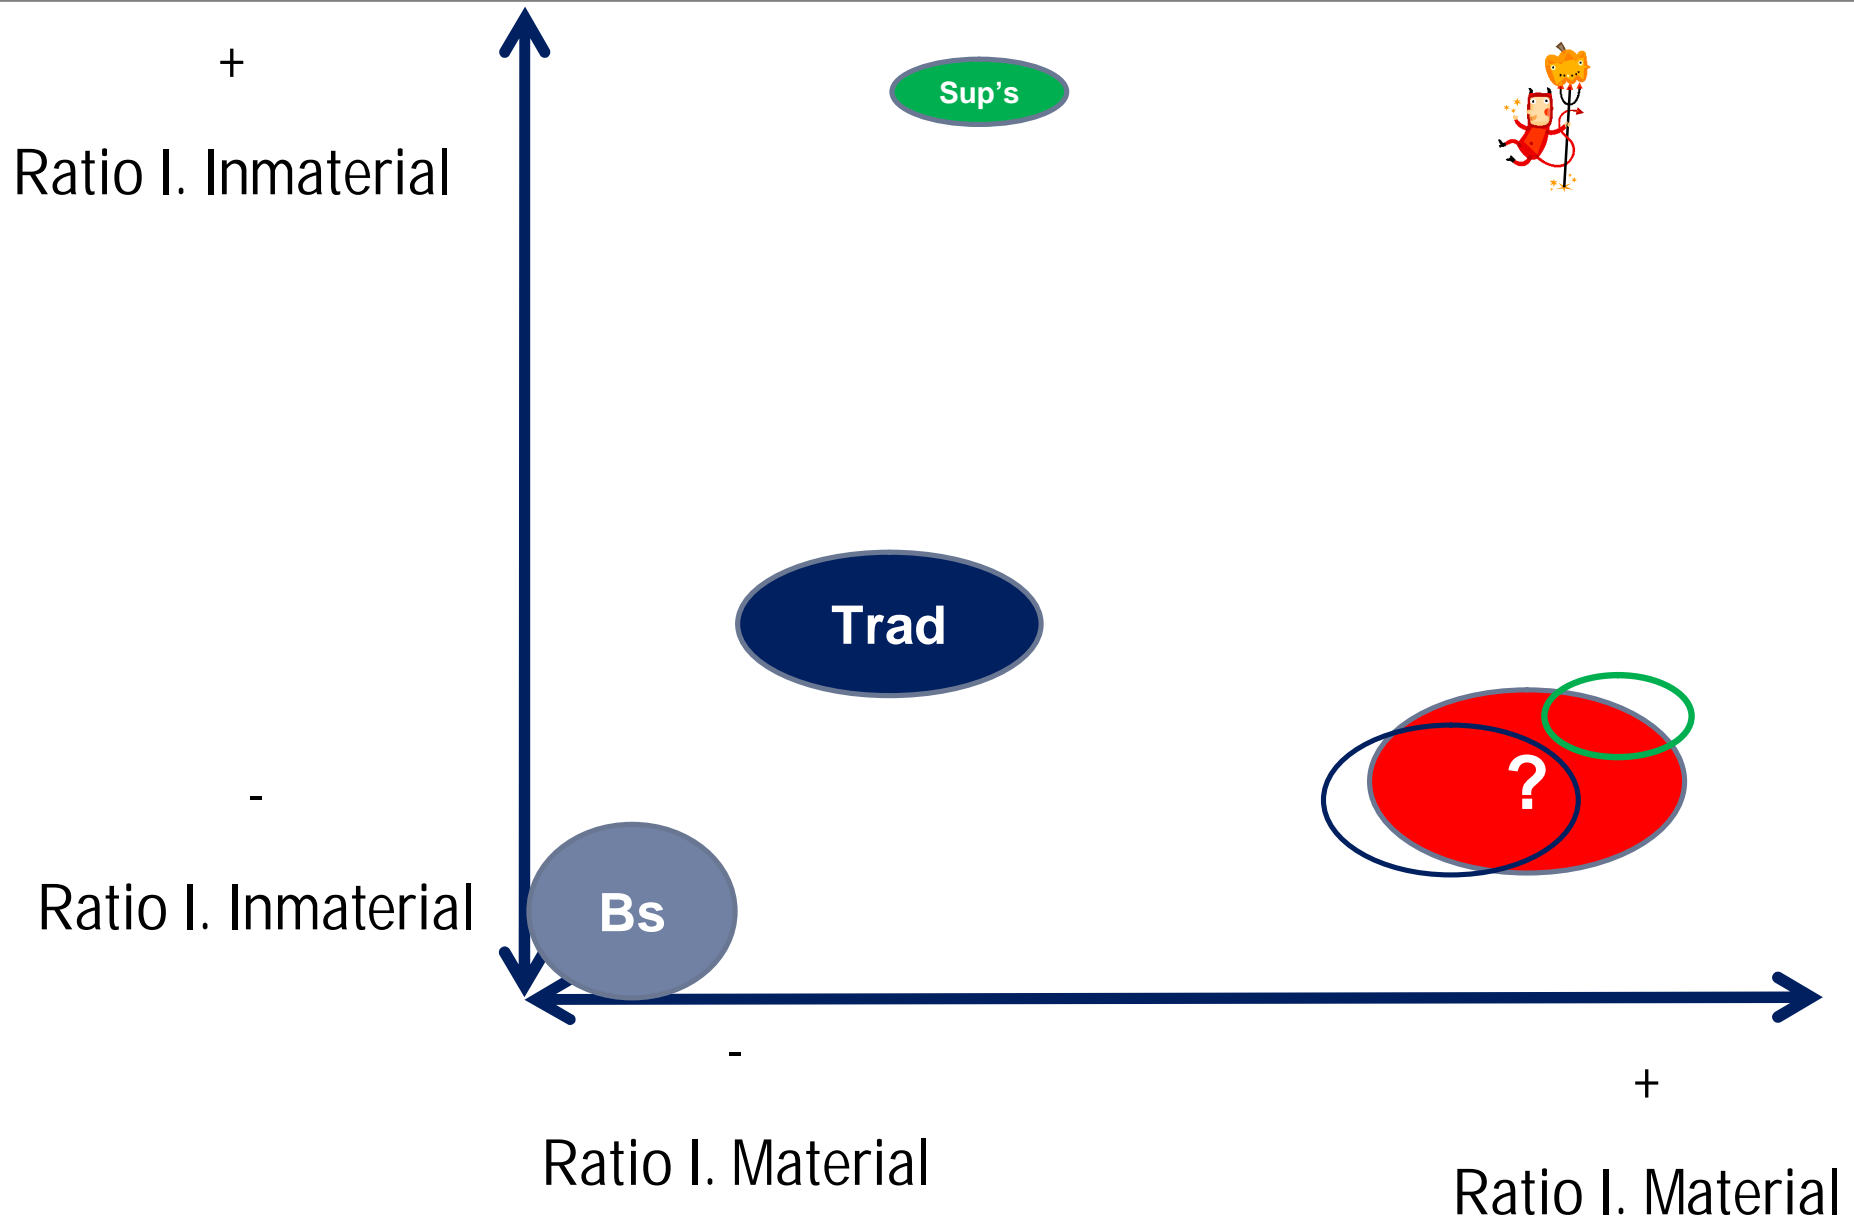 +
Sup's
Ratio I. Inmaterial
Trad
?
-
Ratio I. Inmaterial
Bs
-
+
Ratio I. Material
Ratio I. Material